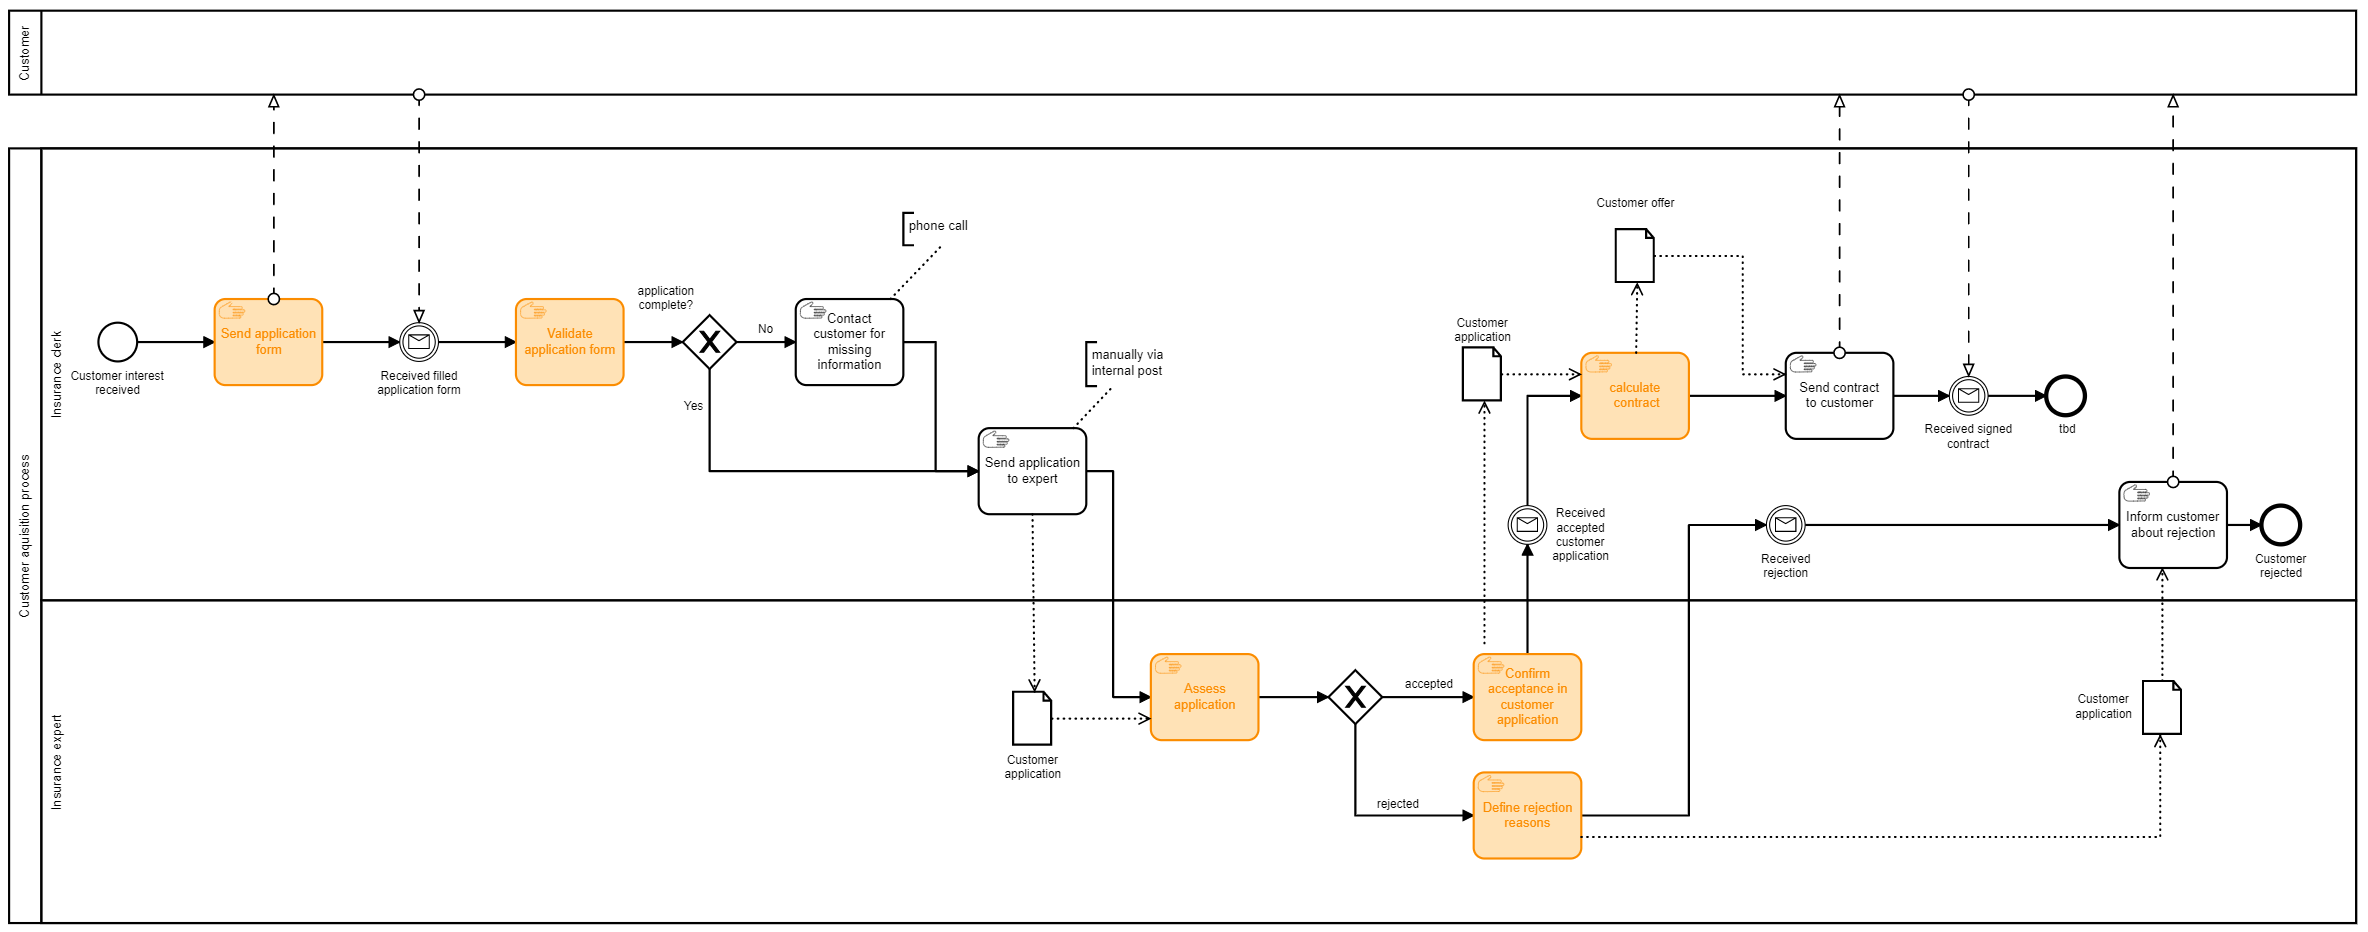 Customer
Customer aquisition process
Insurance clerk
Insurance expert
Customer interest
received
Send application
form
Received filled
application form
Validate
application form
application
complete?
No
Yes
Contact
customer for
missing
information
phone call
Send application
to expert
manually via
internal post
Customer
application
Assess
application
accepted
rejected
Confirm
acceptance in
customer
application
Define rejection
reasons
Received
accepted
customer
application
Customer
application
calculate
contract
Customer offer
Send contract
to customer
Received signed
contract
tbd
Received
rejection
Inform customer
about rejection
Customer
rejected
Customer
application